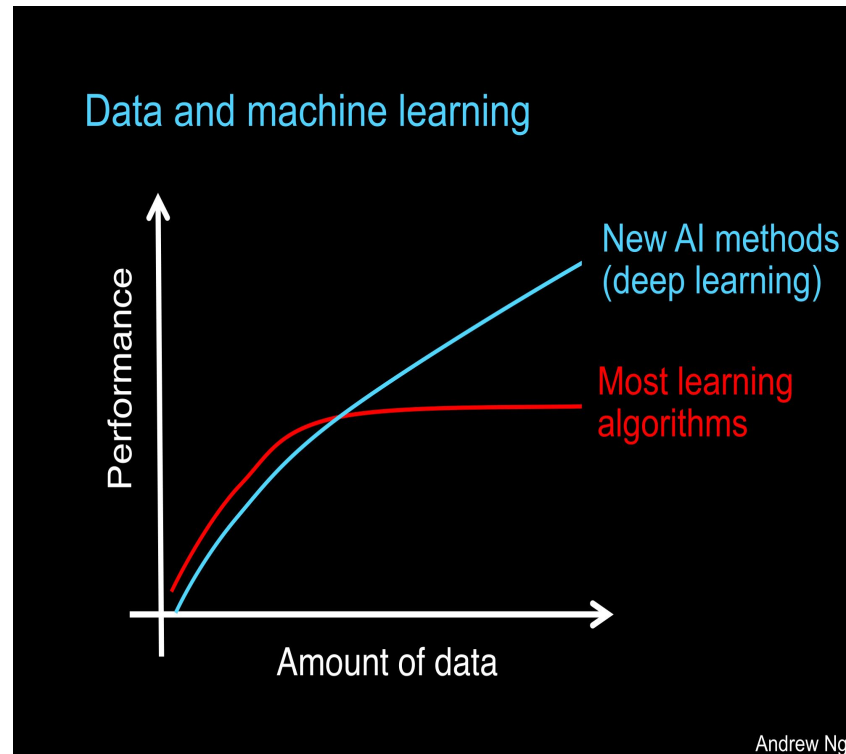 Data and machine learning
New AI methods
(deep learning)
Performance
Most learning
algorithms
Amount of data
Andrew Ng